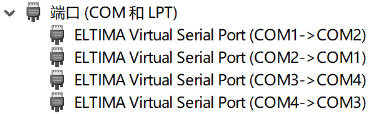 端口 (COM 和 LPT)
ELTIMA Virtual Serial Port (COM1->COM2)
ELTIMA Virtual Serial Port (COM2->COM1)
ELTIMA Virtual Serial Port (COM3->COM4)
ELTIMA Virtual Serial Port (COM4->COM3)